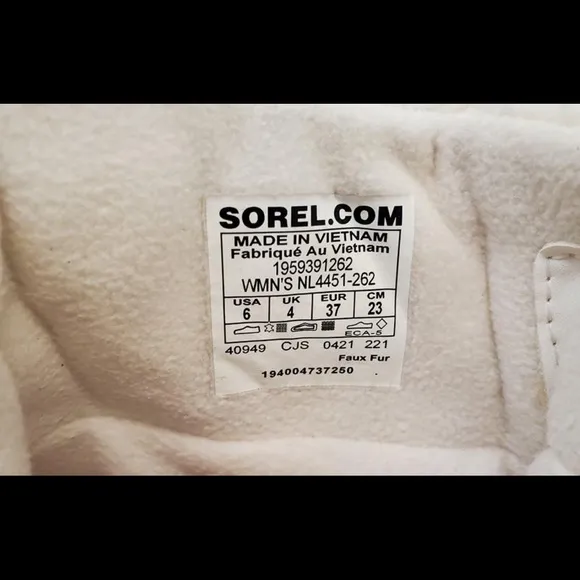 SOREL.COM
MADE IN VIETNAM
Fabriqué Au Vietnam
1959391262
WMN'S NL4451-262
USA UK EUR CM
6 4 37 23
ECA-5
40949 CJS 0421 221
Faux Fur
194004737250